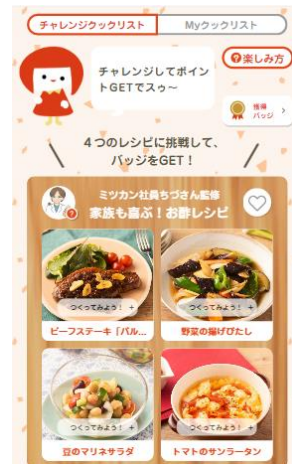 チャレンジクックリスト
Myクックリスト
?楽しみ方
チャレンジしてポイン
トGETでスゥ〜
獲得
バッジ
4つのレシピに挑戦して、
バッジをGET!
ミツカン社員ちづさん監修
家族も喜ぶ!お酢レシピ
つくってみよう! +
つくってみよう! +
ビーフステーキ「バル...
野菜の揚げびたし
つくってみよう! +
つくってみよう! +
豆のマリネサラダ
トマトのサンラータン